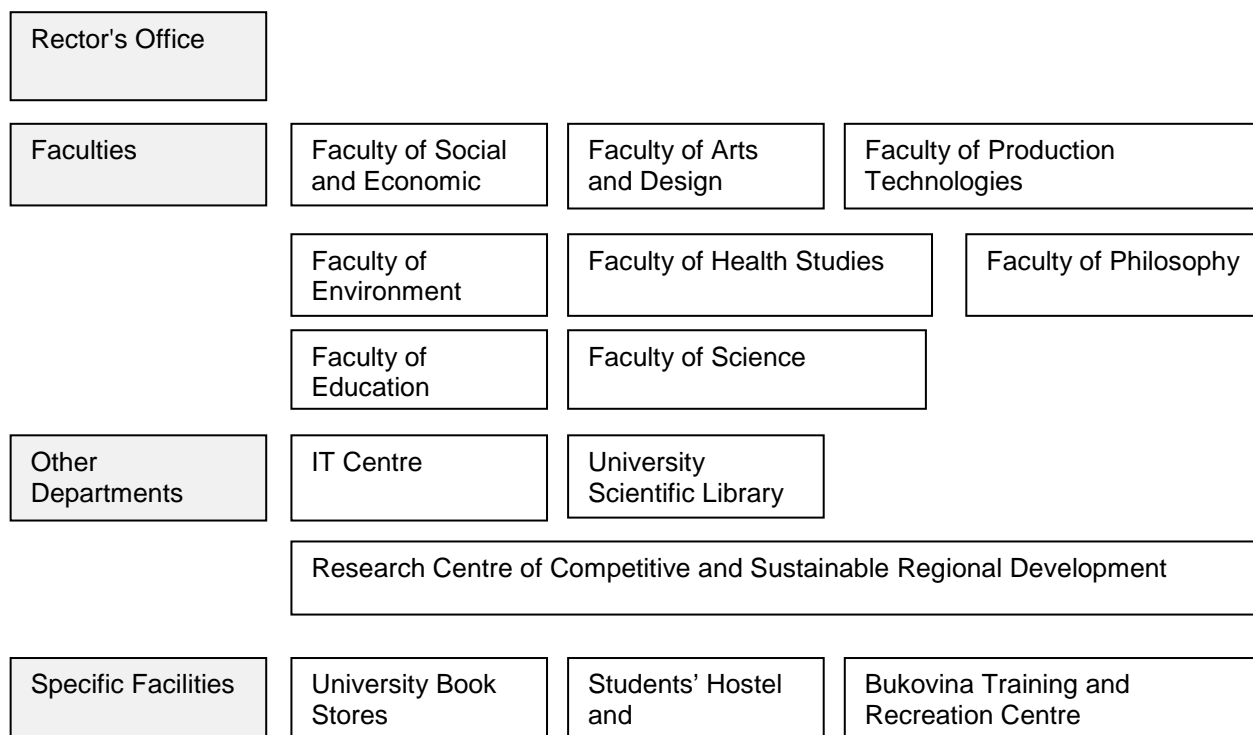 Rector's Office
Faculties
Faculty of Social
and Economic
Faculty of Arts
and Design
Faculty of Production
Technologies
Faculty of
Environment
Faculty of Health Studies
Faculty of Philosophy
Faculty of
Education
Faculty of Science
Other
Departments
IT Centre
University
Scientific Library
Research Centre of Competitive and Sustainable Regional Development
Specific Facilities
University Book
Stores
Students’ Hostel
and
Bukovina Training and
Recreation Centre